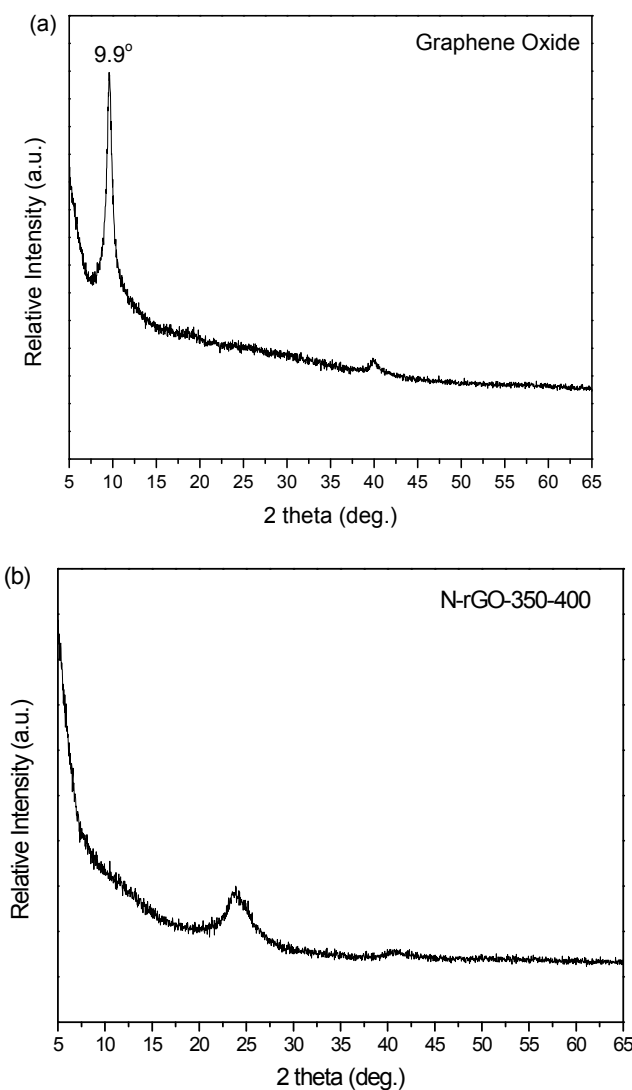 (a)
Graphene Oxide
9.9°
Relative Intensity (a.u.)
5 10 15 20 25 30 35 40 45 50 55 60 65
2 theta (deg.)
(b)
N-rGO-350-400
Relative Intensity (a.u.)
5 10 15 20 25 30 35 40 45 50 55 60 65
2 theta (deg.)